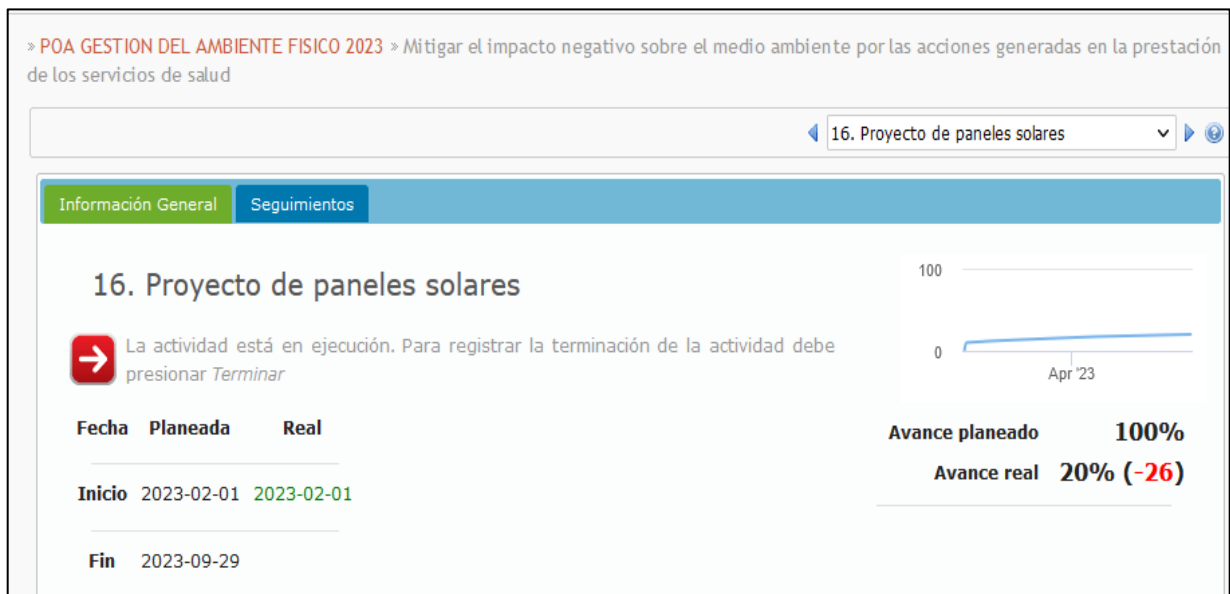 » POA GESTION DEL AMBIENTE FISICO 2023 » Mitigar el impacto negativo sobre el medio ambiente por las acciones generadas en la prestación
de los servicios de salud
16. Proyecto de paneles solares
Información General Seguimientos
16. Proyecto de paneles solares
La actividad está en ejecución. Para registrar la terminación de la actividad debe
presionar Terminar
Fecha Planeada Real
Inicio 2023-02-01 2023-02-01
Fin 2023-09-29
100
0
Apr '23
Avance planeado 100%
Avance real 20% (-26)